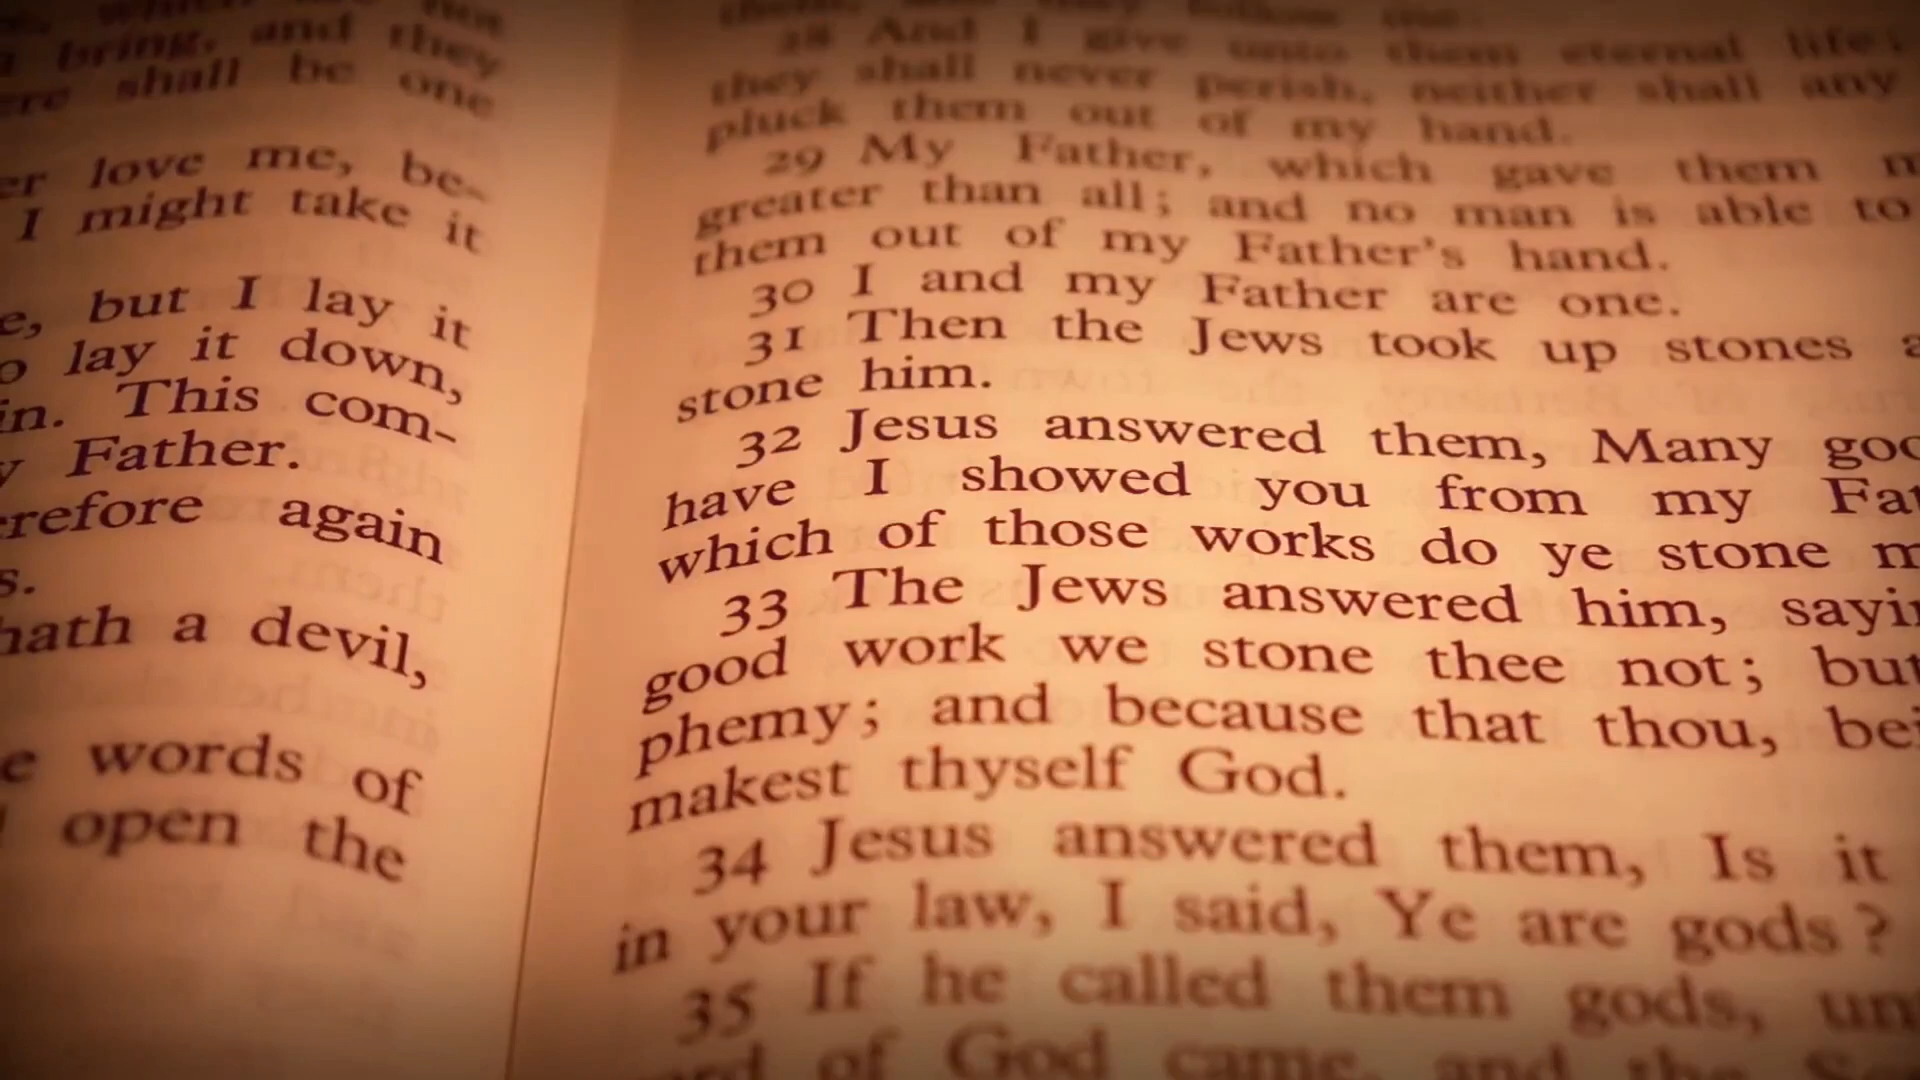 bring, and they
shall be one
love me, be-
I might take it
but I lay it
lay it down,
This com-
Father.
again
a devil,
words of
open the
28 And I give unto them eternal life;
they shall never perish, neither shall any
pluck them out of my hand.
29 My Father, which gave them
greater than all; and no man is able to
them out of my Father's hand.
30 I and my Father are one.
31 Then the Jews took up stones
stone him.
32 Jesus answered them, Many
have I showed you from my
which of those works do ye stone
33 The Jews answered him,
good work we stone thee not; but
phemy; and because that thou,
makest thyself God.
34 Jesus answered them, Is it
in your law, I said, Ye are gods?
35 If he called them gods,
of God came, and the